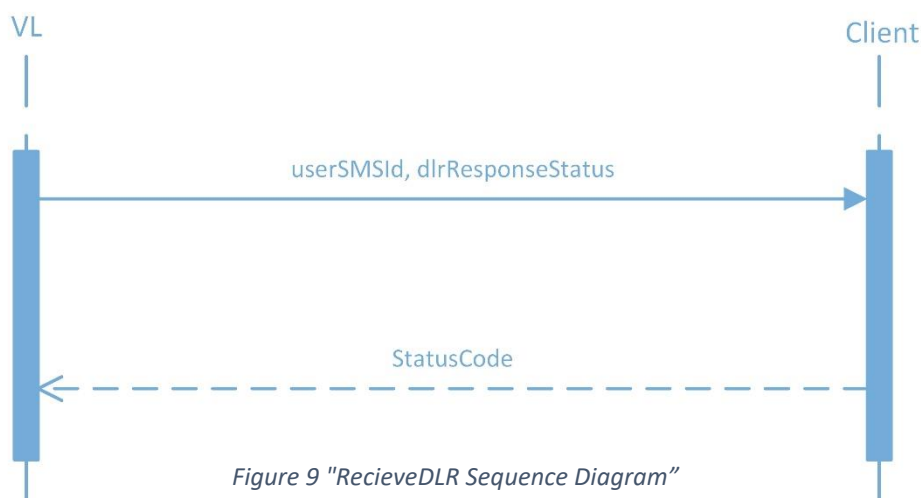 VL
Client
userSMSId, dlrResponseStatus
StatusCode
Figure 9 "RecieveDLR Sequence Diagram”